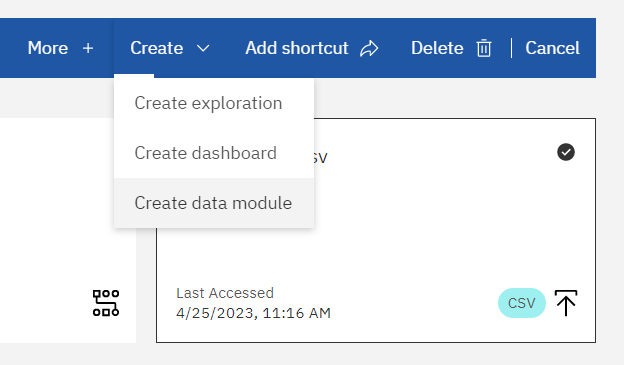 More + Create Add shortcut Delete Cancel
Create exploration
Create dashboard
sv
Create data module
Last Accessed
4/25/2023, 11:16 AM
CSV